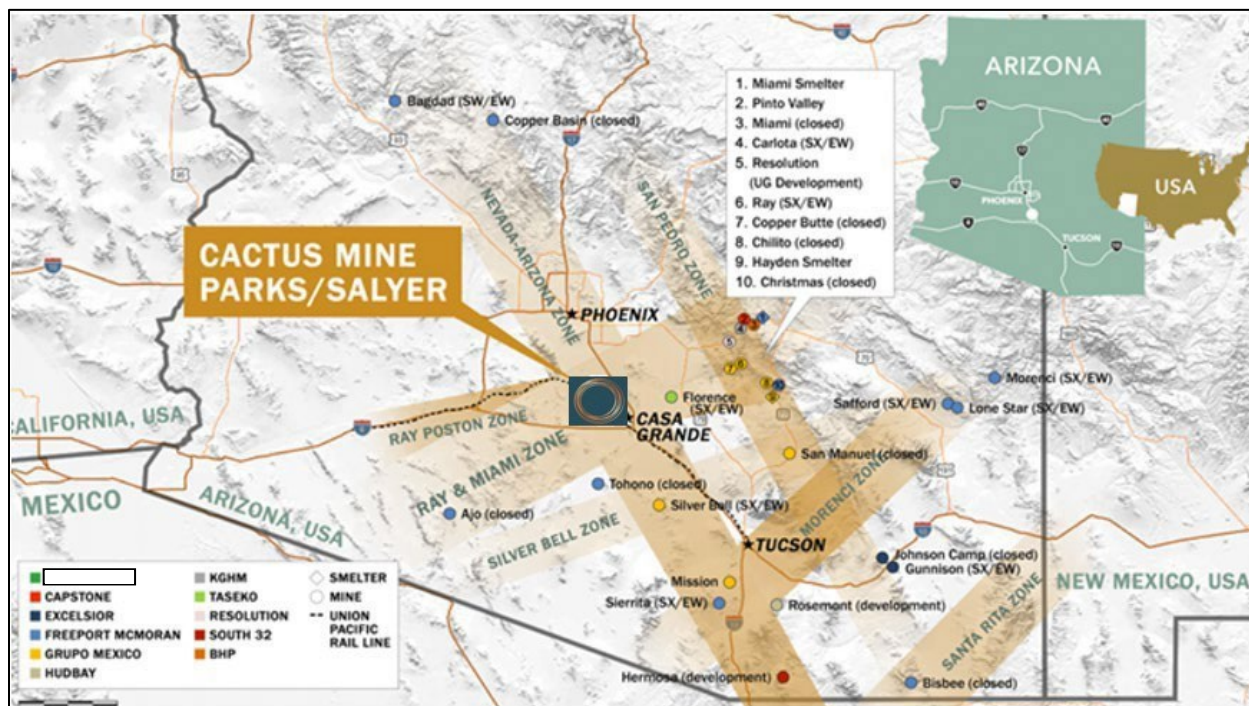 ARIZONA
USA
PHOENIX
TUCSON
1. Miami Smelter
2. Pinto Valley
3. Miami (closed)
4. Carlota (SX/EW)
5. Resolution
(UG Development)
6. Ray (SX/EW)
7. Copper Butte (closed)
8. Chilito (closed)
9. Hayden Smelter
10. Christmas (closed)
Bagdad (SW/EW)
Copper Basin (closed)
NEVADA-ARIZONA ZONE
SAN PEDRO ZONE
CACTUS MINE
PARKS/SALYER
PHOENIX
Morenci (SX/EW)
Florence
(SX/EW)
Safford (SX/EW)
Lone Star (SX/EW)
CASA
GRANDE
RAY POSTON ZONE
CALIFORNIA, USA
RAY & MIAMI ZONE
San Manuel (closed)
MORENCI ZONE
MEXICO
ARIZONA, USA
Tohono (closed)
Ajo (closed)
Silver Bell (SX/EW)
SILVER BELL ZONE
TUCSON
Johnson Camp (closed)
Gunnison (SX/EW)
NEW MEXICO, USA
Mission
Sierrita (SX/EW)
Rosemont (development)
SANTA RITA ZONE
Hermosa (development)
Bisbee (closed)
CAPSTONE
EXCELSIOR
FREEPORT MCMORAN
GRUPO MEXICO
HUDBAY
KGHM
TASEKO
RESOLUTION
SOUTH 32
BHP
SMELTER
MINE
UNION
PACIFIC
RAIL LINE